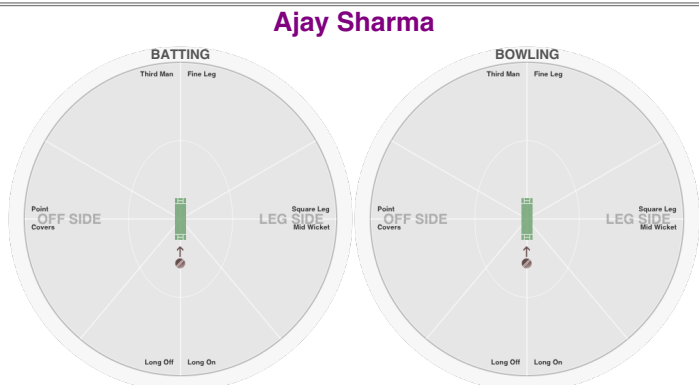 Ajay Sharma
BATTING
Third Man Fine Leg
Point
OFF SIDE
Covers
Square Leg
LEG SIDE
Mid Wicket
Long Off Long On
BOWLING
Third Man Fine Leg
Point
OFF SIDE
Covers
Square Leg
LEG SIDE
Mid Wicket
Long Off Long On